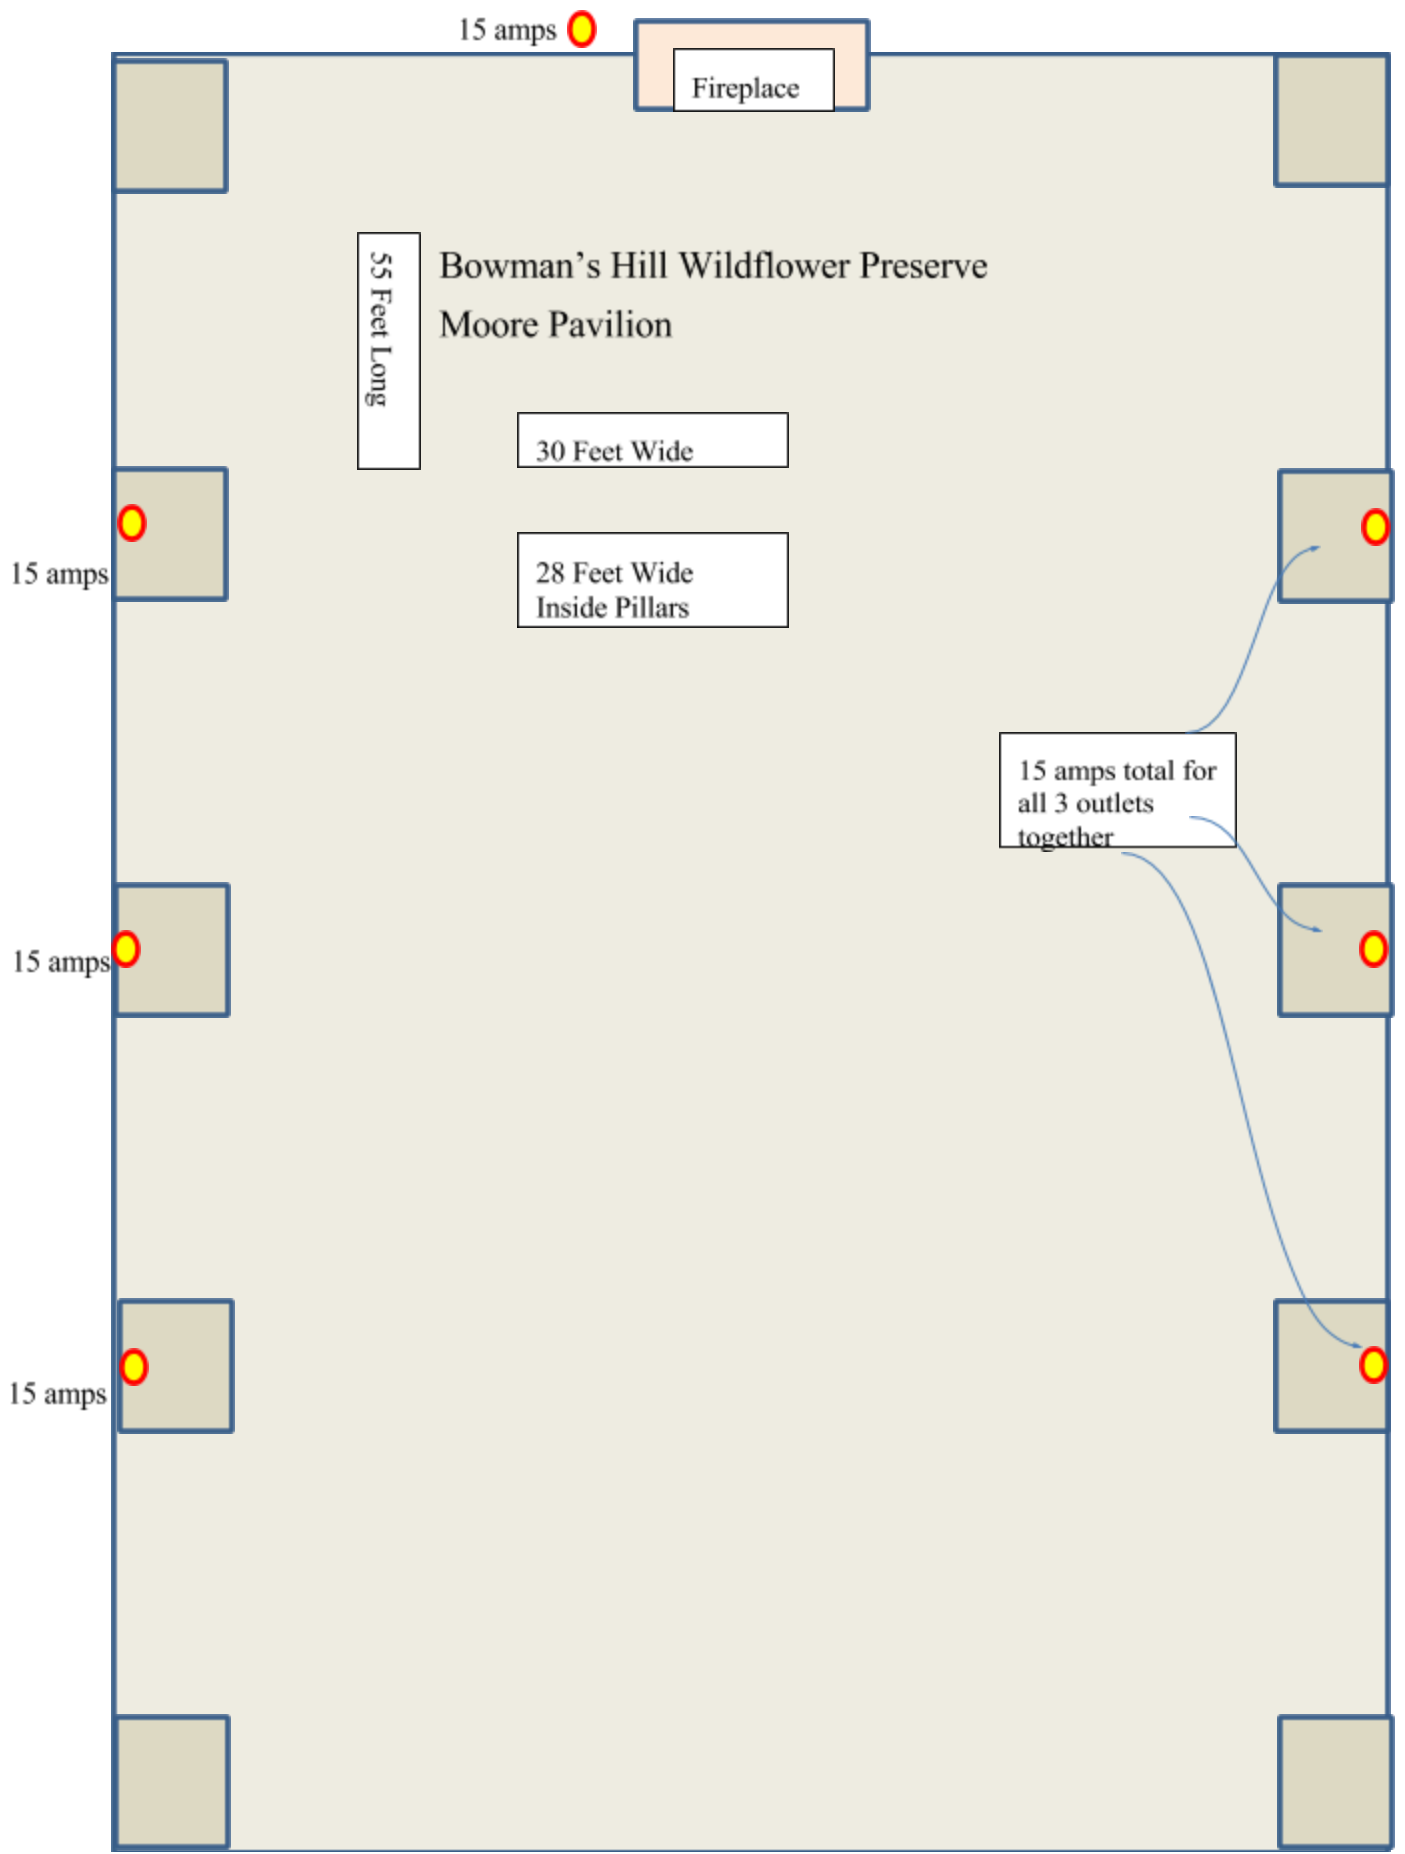 15 amps
Fireplace
55 Feet Long
Bowman’s Hill Wildflower Preserve
Moore Pavilion
30 Feet Wide
28 Feet Wide
Inside Pillars
15 amps
15 amps total for
all 3 outlets
together
15 amps
15 amps